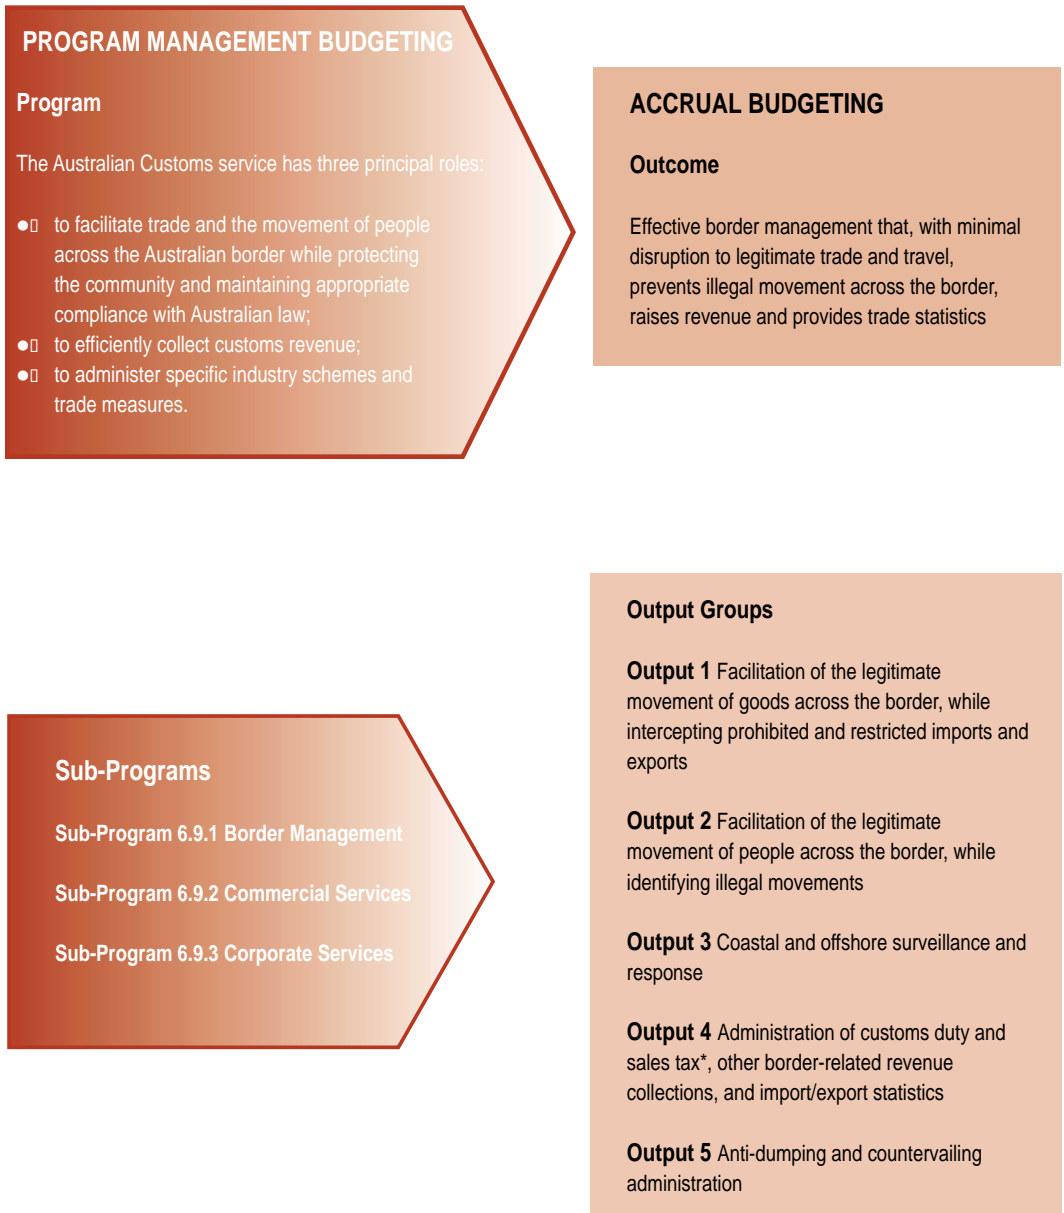 PROGRAM MANAGEMENT BUDGETING
Program
The Australian Customs service has three principal roles:
●▯ to facilitate trade and the movement of people
across the Australian border while protecting
the community and maintaining appropriate
compliance with Australian law;
●▯ to efficiently collect customs revenue;
●▯ to administer specific industry schemes and
trade measures.
ACCRUAL BUDGETING
Outcome
Effective border management that, with minimal
disruption to legitimate trade and travel,
prevents illegal movement across the border,
raises revenue and provides trade statistics
Sub-Programs
Sub-Program 6.9.1 Border Management
Sub-Program 6.9.2 Commercial Services
Sub-Program 6.9.3 Corporate Services
Output Groups
Output 1 Facilitation of the legitimate
movement of goods across the border, while
intercepting prohibited and restricted imports and
exports
Output 2 Facilitation of the legitimate
movement of people across the border, while
identifying illegal movements
Output 3 Coastal and offshore surveillance and
response
Output 4 Administration of customs duty and
sales tax*, other border-related revenue
collections, and import/export statistics
Output 5 Anti-dumping and countervailing
administration